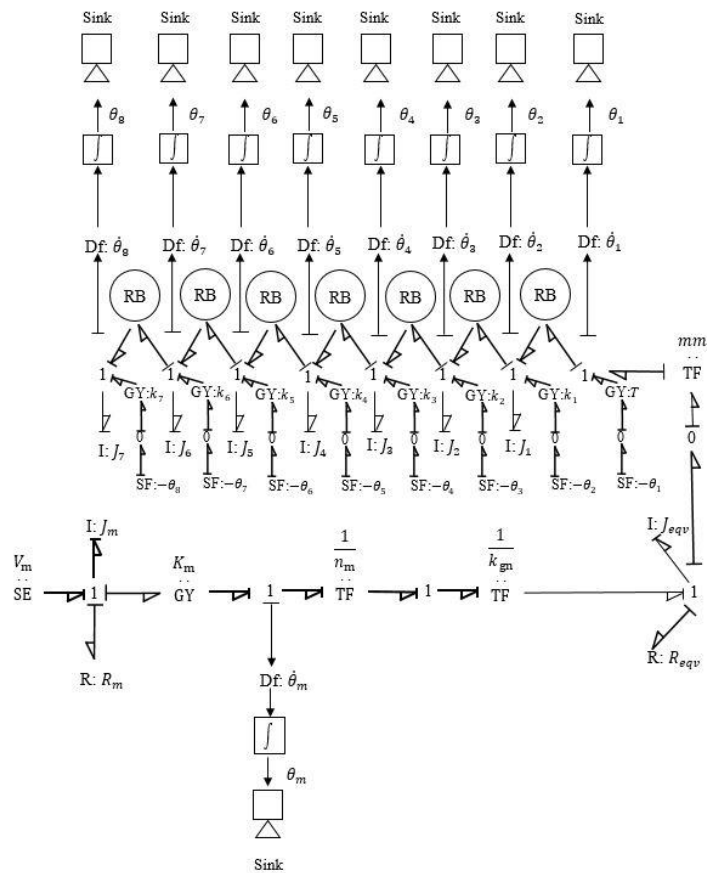 Sink Sink Sink Sink Sink Sink Sink Sink
θ₈ θ₇ θ₆ θ₅ θ₄ θ₃ θ₂ θ₁
∫ ∫ ∫ ∫ ∫ ∫ ∫ ∫
Df: θ̇₈ Df: θ̇₇ Df: θ̇₆ Df: θ̇₅ Df: θ̇₄ Df: θ̇₃ Df: θ̇₂ Df: θ̇₁
RB RB RB RB RB RB RB
mm
..
TF
1 1 1 1 1 1 1 1
GY:k₇ GY:k₆ GY:k₅ GY:k₄ GY:k₃ GY:k₂ GY:k₁ GY:T
0 0 0 0 0 0 0 0 0
I: J₇ I: J₆ I: J₅ I: J₄ I: J₃ I: J₂ I: J₁
SF:−θ₈ SF:−θ₇ SF:−θ₆ SF:−θ₅ SF:−θ₄ SF:−θ₃ SF:−θ₂ SF:−θ₁
I: Jₘ I: J_eqv
Vₘ Kₘ 1/nₘ 1/k_gn
.. .. .. ..
SE 1 GY 1 TF 1 TF 1
R: Rₘ R: R_eqv
Df: θ̇ₘ
∫
θₘ
Sink